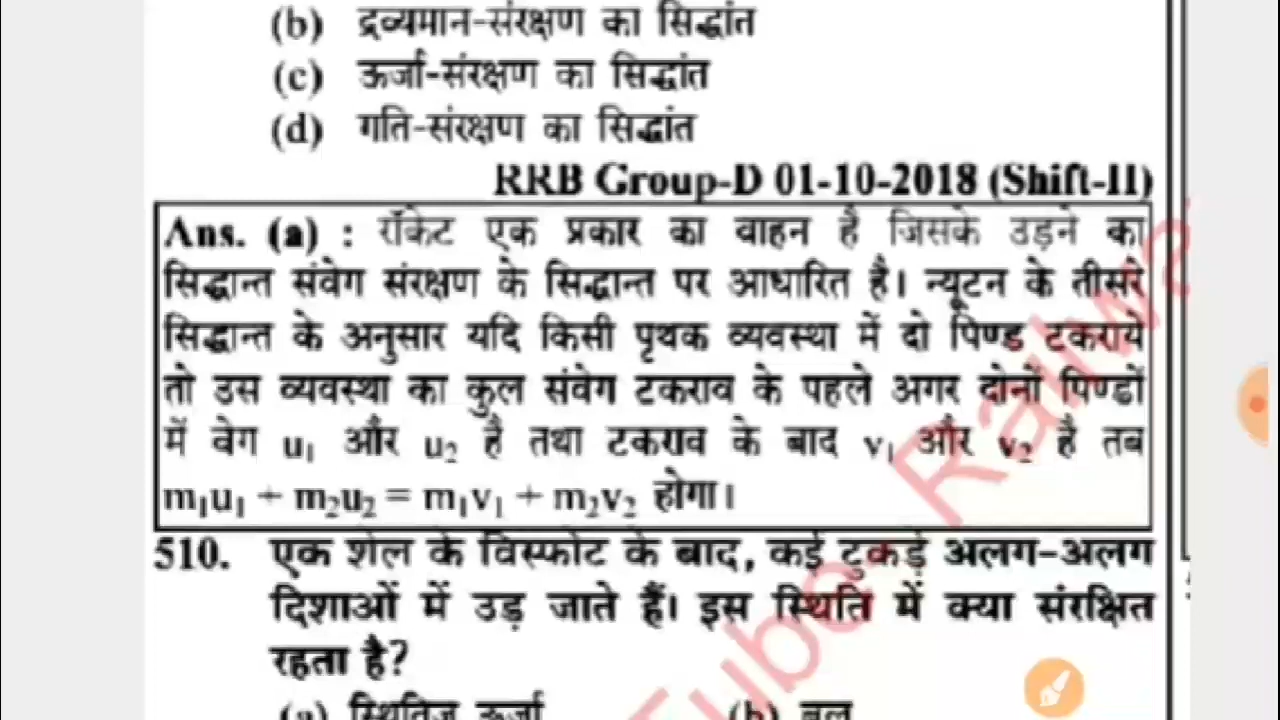 (b) द्रव्यमान-संरक्षण का सिद्धांत
(c) ऊर्जा-संरक्षण का सिद्धांत
(d) गति-संरक्षण का सिद्धांत
RRB Group-D 01-10-2018 (Shift-II)
Ans. (a) : रॉकेट एक प्रकार का वाहन है जिसके उड़ने का
सिद्धान्त संवेग संरक्षण के सिद्धान्त पर आधारित है। न्यूटन के तीसरे
सिद्धान्त के अनुसार यदि किसी पृथक व्यवस्था में दो पिण्ड टकराये
तो उस व्यवस्था का कुल संवेग टकराव के पहले अगर दोनों पिण्डों
में वेग u₁ और u₂ है तथा टकराव के बाद v₁ और v₂ है तब
m₁u₁ + m₂u₂ = m₁v₁ + m₂v₂ होगा।
510. एक शेल के विस्फोट के बाद, कई टुकड़े अलग-अलग
दिशाओं में उड़ जाते हैं। इस स्थिति में क्या संरक्षित
रहता है?
(a) स्थितिज ऊर्जा (b) बल